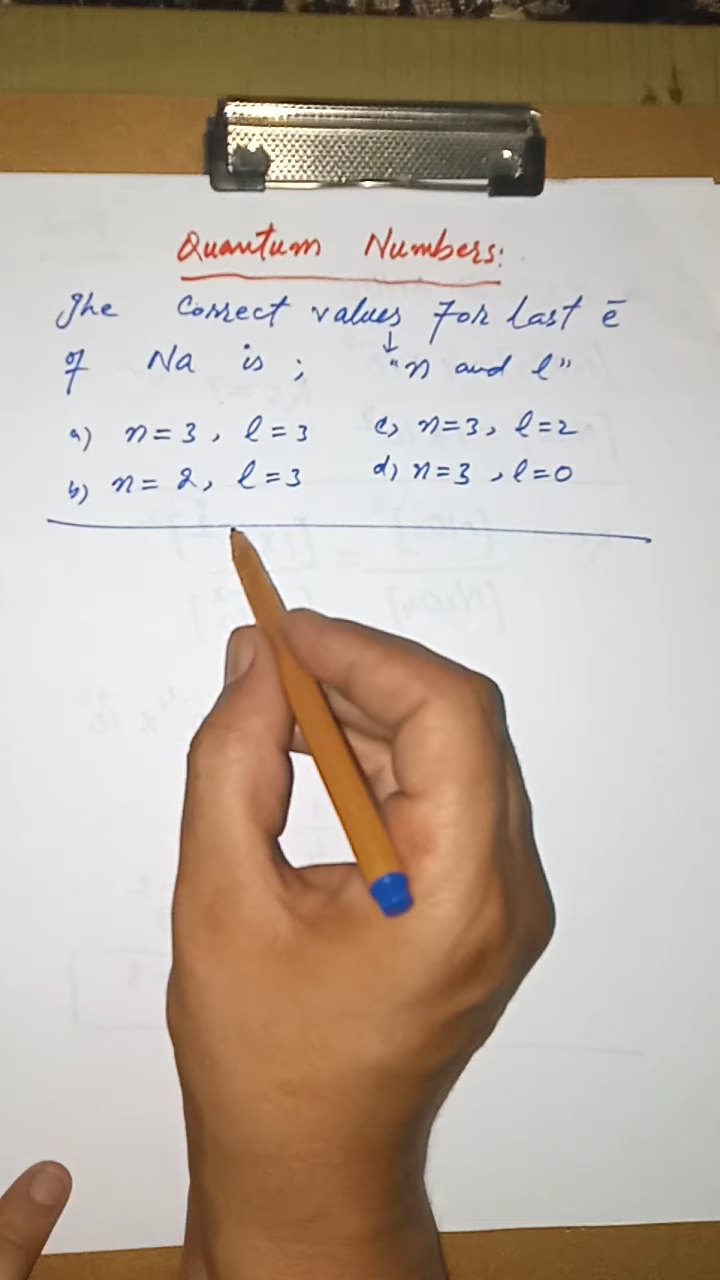 Quantum Numbers:
The Correct values for last ē
of Na is ; "n and l"
a) n = 3, l = 3 c) n = 3, l = 2
b) n = 2, l = 3 d) n = 3, l = 0